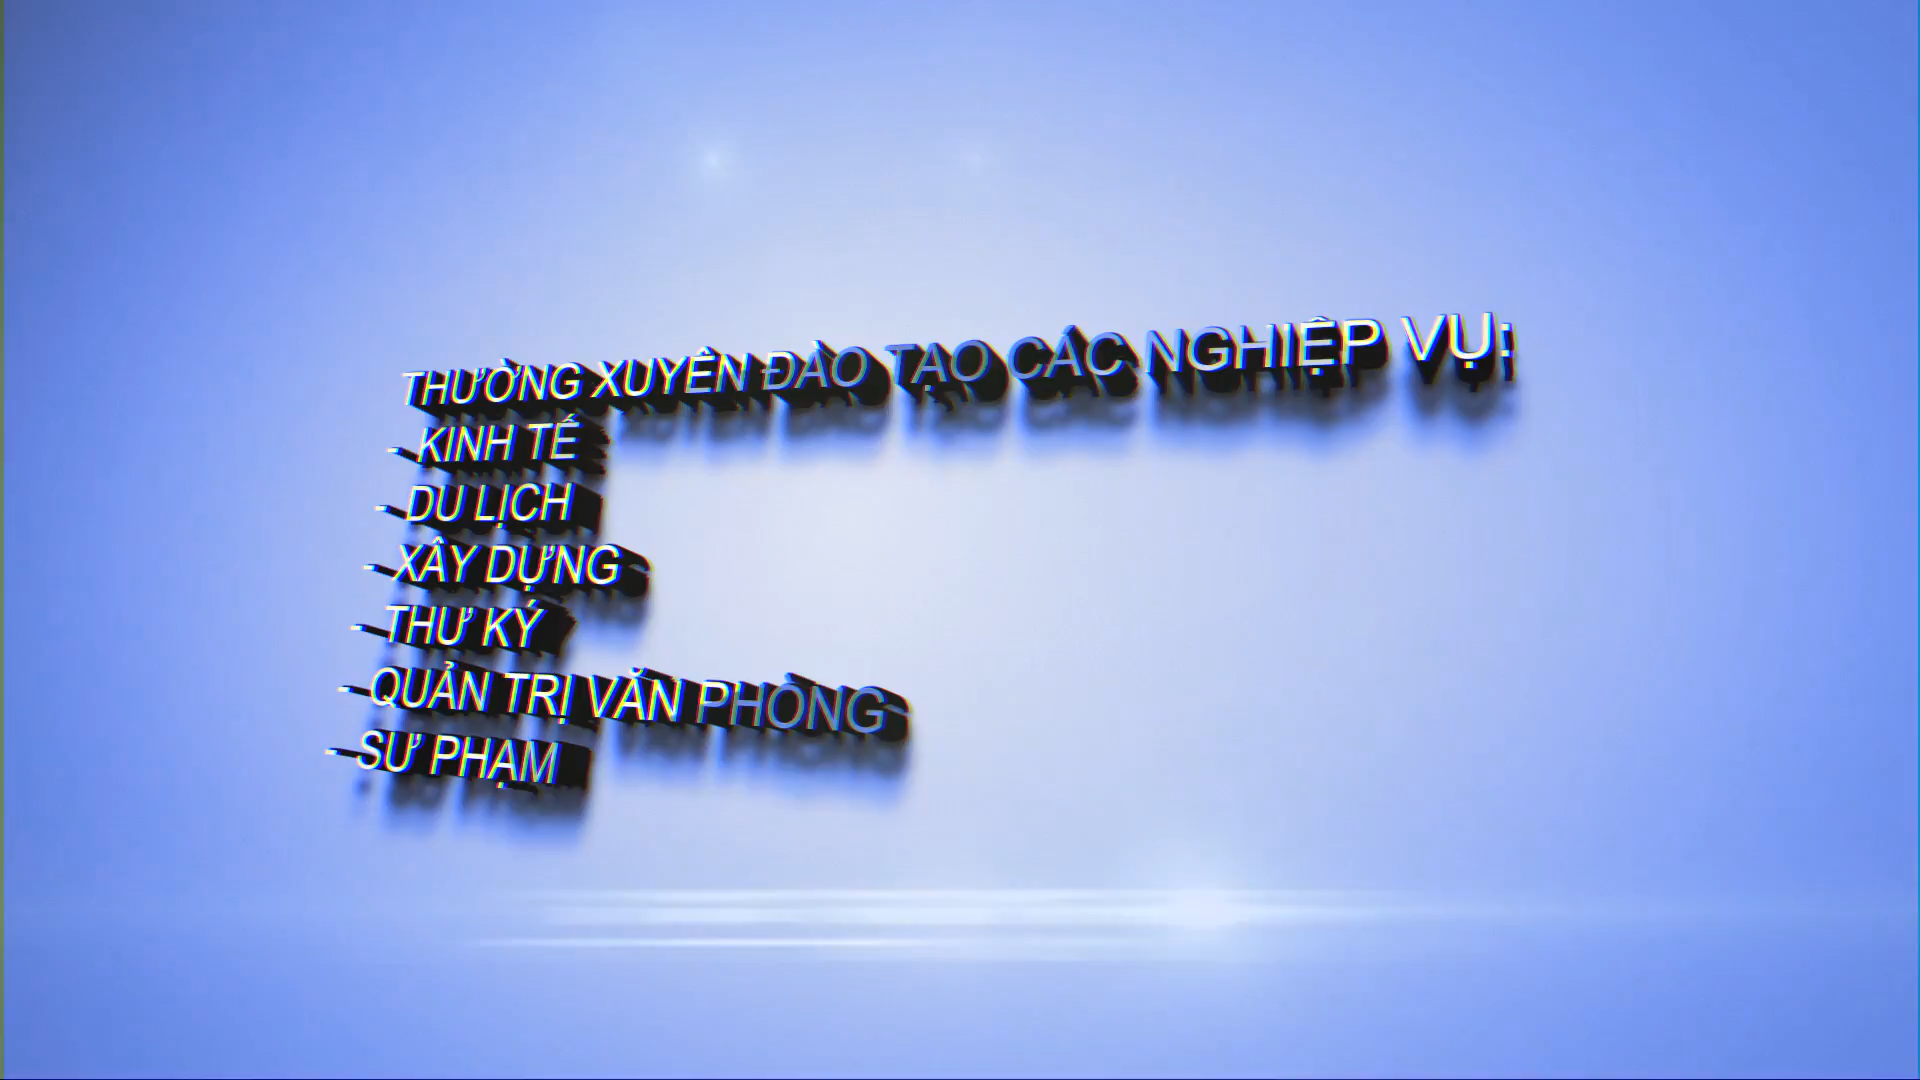 THƯỜNG XUYÊN ĐÀO TẠO CÁC NGHIỆP VỤ:
- KINH TẾ
- DU LỊCH
- XÂY DỰNG
- THƯ KÝ
- QUẢN TRỊ VĂN PHÒNG
- SƯ PHẠM